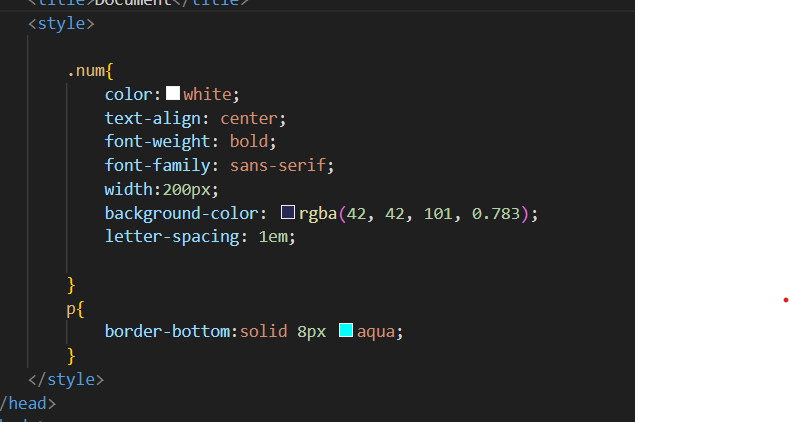 <title>Document</title>
<style>
.num{
color: white;
text-align: center;
font-weight: bold;
font-family: sans-serif;
width:200px;
background-color: rgba(42, 42, 101, 0.783);
letter-spacing: 1em;
}
p{
border-bottom:solid 8px aqua;
}
</style>
/head>